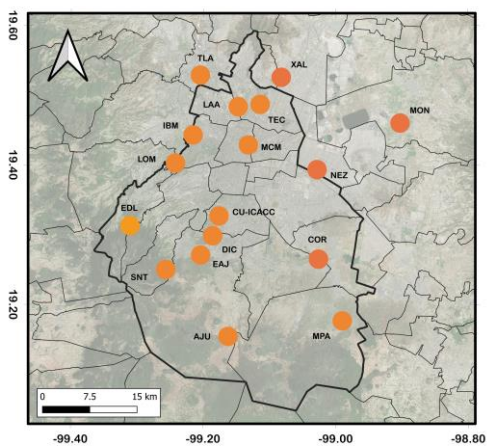 19.60
19.40
19.20
TLA
XAL
LAA
TEC
MON
IBM
MCM
LOM
NEZ
EDL
CU-ICACC
DIC
COR
EAJ
SNT
AJU
MPA
0 7.5 15 km
-99.40 -99.20 -99.00 -98.80